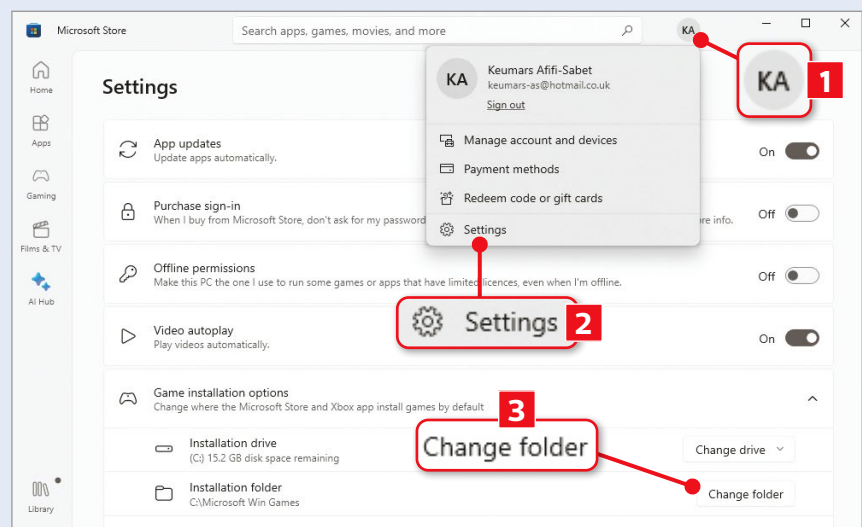 Microsoft Store
Search apps, games, movies, and more
KA
KA
1
Home
Apps
Gaming
Films & TV
AI Hub
Library
Settings
KA
Keumars Afifi-Sabet
keumars-as@hotmail.co.uk
Sign out
Manage account and devices
Payment methods
Redeem code or gift cards
Settings
Settings 2
App updates
Update apps automatically.
On
Purchase sign-in
When I buy from Microsoft Store, don't ask for my password
re info.
Off
Offline permissions
Make this PC the one I use to run some games or apps that have limited licences, even when I'm offline.
Off
Video autoplay
Play videos automatically.
On
Game installation options
Change where the Microsoft Store and Xbox app install games by default
3
Change folder
Installation drive
(C:) 15.2 GB disk space remaining
Change drive
Installation folder
C:\Microsoft Win Games
Change folder